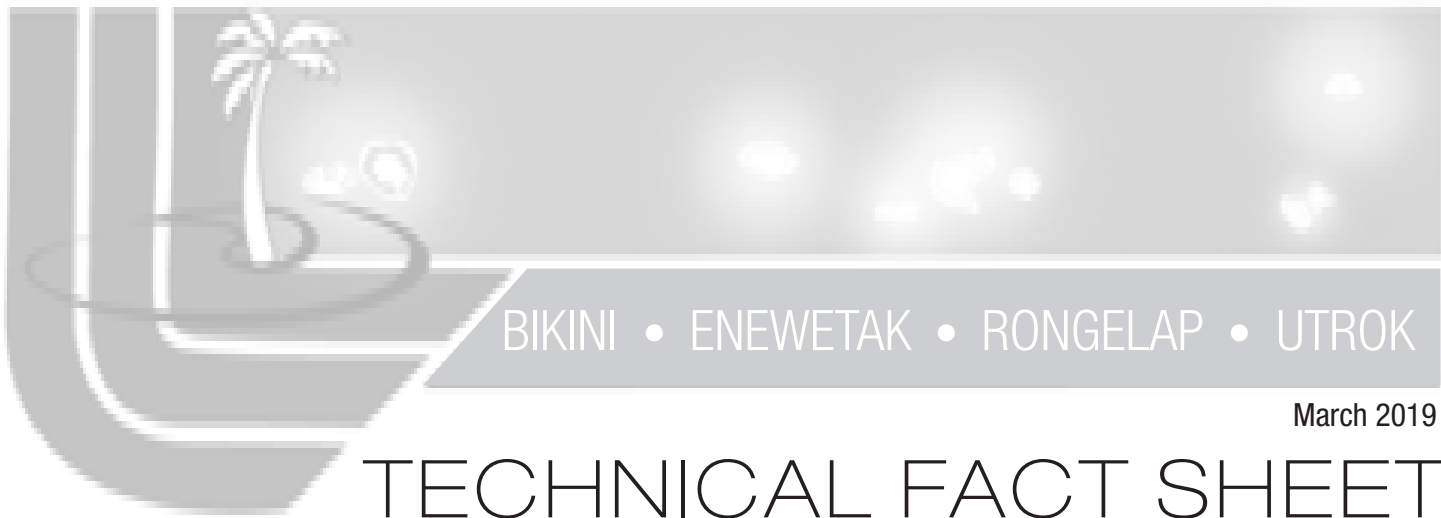 BIKINI • ENEWETAK • RONGELAP • UTROK
March 2019
TECHNICAL FACT SHEET